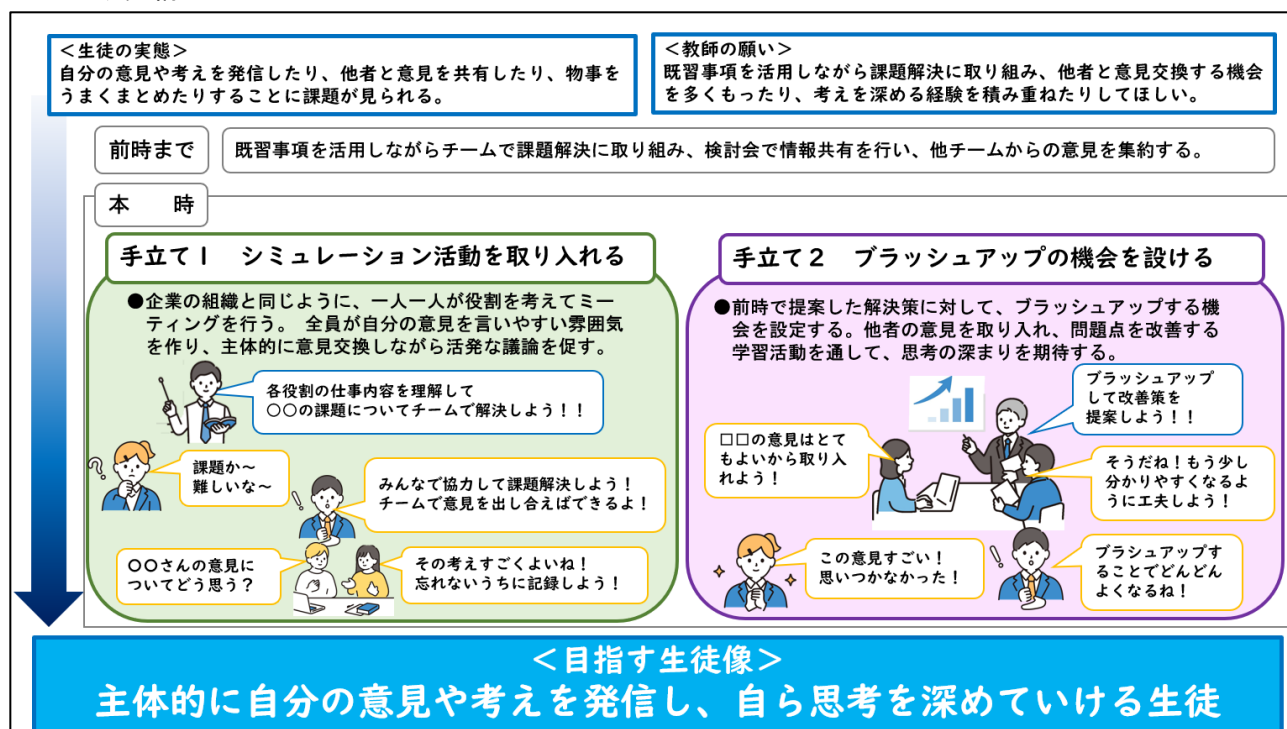 <生徒の実態>
自分の意見や考えを発信したり、他者と意見を共有したり、物事を
うまくまとめたりすることに課題が見られる。
<教師の願い>
既習事項を活用しながら課題解決に取り組み、他者と意見交換する機会
を多くもったり、考えを深める経験を積み重ねたりしてほしい。
前時まで
既習事項を活用しながらチームで課題解決に取り組み、検討会で情報共有を行い、他チームからの意見を集約する。
本　時
手立て１　シミュレーション活動を取り入れる
●企業の組織と同じように、一人一人が役割を考えてミー
ティングを行う。 全員が自分の意見を言いやすい雰囲気
を作り、主体的に意見交換しながら活発な議論を促す。
各役割の仕事内容を理解して
○○の課題についてチームで解決しよう！！
課題か～
難しいな～
みんなで協力して課題解決しよう！
チームで意見を出し合えばできるよ！
○○さんの意見に
ついてどう思う？
その考えすごくよいね！
忘れないうちに記録しよう！
手立て２　ブラッシュアップの機会を設ける
●前時で提案した解決策に対して、ブラッシュアップする機
会を設定する。他者の意見を取り入れ、問題点を改善する
学習活動を通して、思考の深まりを期待する。
ブラッシュアップ
して改善策を
提案しよう！！
□□の意見はとて
もよいから取り入
れよう！
そうだね！もう少し
分かりやすくなるよ
うに工夫しよう！
この意見すごい！
思いつかなかった！
ブラシュアップす
ることでどんどん
よくなるね！
<目指す生徒像>
主体的に自分の意見や考えを発信し、自ら思考を深めていける生徒